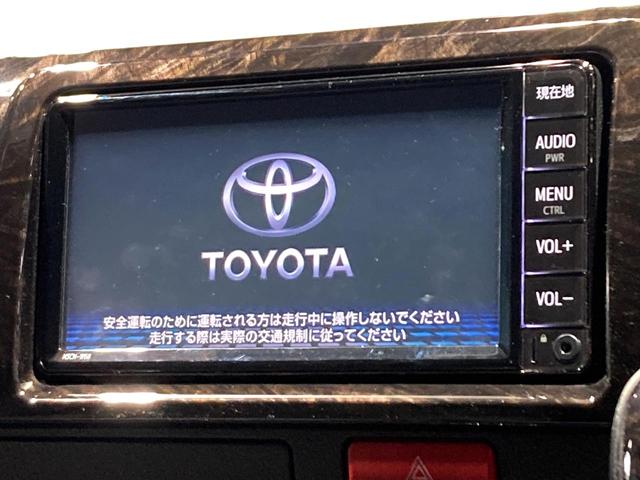 現在地
AUDIO
PWR
MENU
CTRL
VOL+
VOL−
TOYOTA
安全運転のために運転される方は走行中に操作しないでください
走行する際は実際の交通規制に従ってください